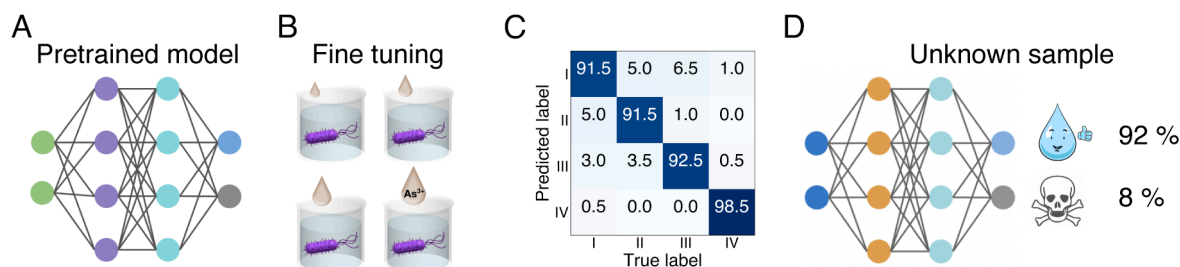 A
Pretrained model
B
Fine tuning
As³⁺
C
Predicted label
I
91.5 5.0 6.5 1.0
II
5.0 91.5 1.0 0.0
III
3.0 3.5 92.5 0.5
IV
0.5 0.0 0.0 98.5
I II III IV
True label
D
Unknown sample
92 %
8 %